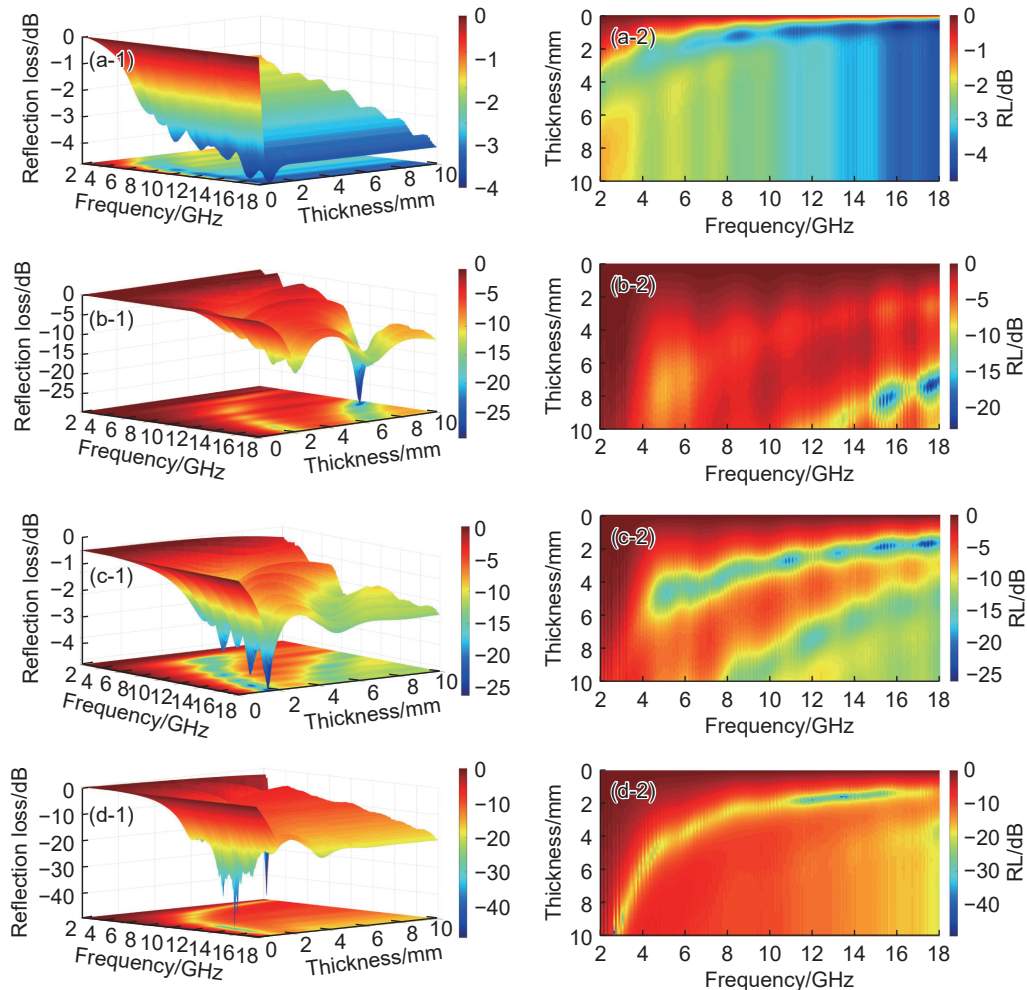 (a-1)
Reflection loss/dB
0
−1
−2
−3
−4
2 4 6 8 10 12 14 16 18
Frequency/GHz
0 2 4 6 8 10
Thickness/mm
0
−1
−2
−3
−4
(a-2)
Thickness/mm
0
2
4
6
8
10
2 4 6 8 10 12 14 16 18
Frequency/GHz
0
−1
−2
−3
−4
RL/dB
(b-1)
Reflection loss/dB
0
−5
−10
−15
−20
−25
2 4 6 8 10 12 14 16 18
Frequency/GHz
0 2 4 6 8 10
Thickness/mm
0
−5
−10
−15
−20
−25
(b-2)
Thickness/mm
0
2
4
6
8
10
2 4 6 8 10 12 14 16 18
Frequency/GHz
0
−5
−10
−15
−20
RL/dB
(c-1)
Reflection loss/dB
0
−1
−2
−3
−4
2 4 6 8 10 12 14 16 18
Frequency/GHz
0 2 4 6 8 10
Thickness/mm
0
−5
−10
−15
−20
−25
(c-2)
Thickness/mm
0
2
4
6
8
10
2 4 6 8 10 12 14 16 18
Frequency/GHz
0
−5
−10
−15
−20
−25
RL/dB
(d-1)
Reflection loss/dB
0
−10
−20
−30
−40
2 4 6 8 10 12 14 16 18
Frequency/GHz
0 2 4 6 8 10
Thickness/mm
0
−10
−20
−30
−40
(d-2)
Thickness/mm
0
2
4
6
8
10
2 4 6 8 10 12 14 16 18
Frequency/GHz
0
−10
−20
−30
−40
RL/dB